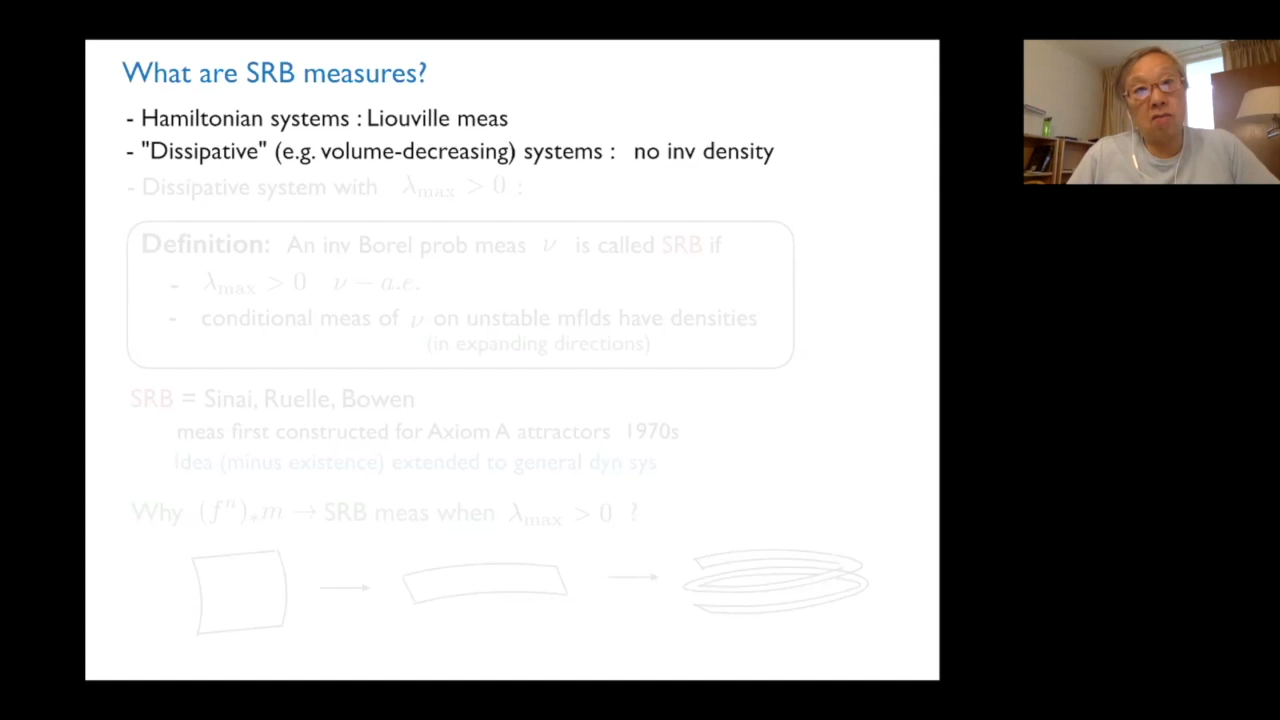 What are SRB measures?
- Hamiltonian systems : Liouville meas
- "Dissipative" (e.g. volume-decreasing) systems : no inv density
- Dissipative system with λmax > 0 :
Definition: An inv Borel prob meas ν is called SRB if
- λmax > 0 ν − a.e.
- conditional meas of ν on unstable mflds have densities
(in expanding directions)
SRB = Sinai, Ruelle, Bowen
meas first constructed for Axiom A attractors 1970s
Idea (minus existence) extended to general dyn sys
Why (fⁿ)∗m → SRB meas when λmax > 0 ?